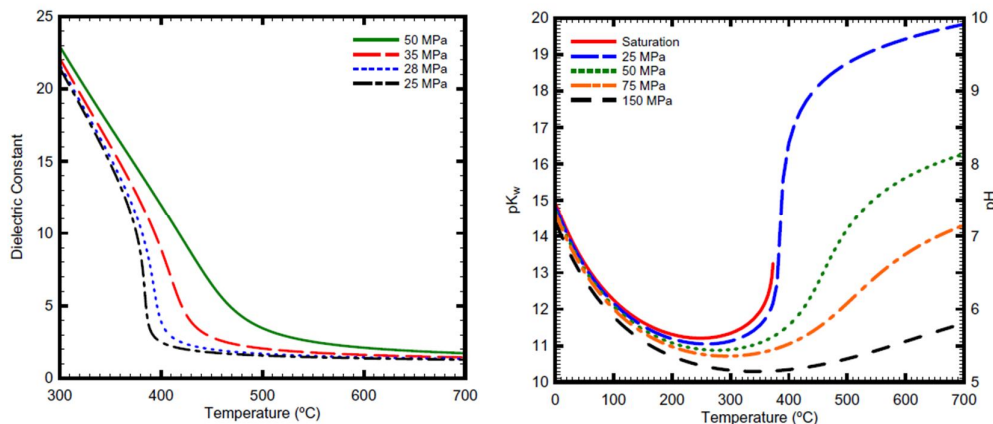 25
20
15
10
5
0
Dielectric Constant
50 MPa
35 MPa
28 MPa
25 MPa
300
400
500
600
700
Temperature (ºC)
20
19
18
17
16
15
14
13
12
11
10
pKw
Saturation
25 MPa
50 MPa
75 MPa
150 MPa
10
9
8
7
6
5
pH
0
100
200
300
400
500
600
700
Temperature (ºC)